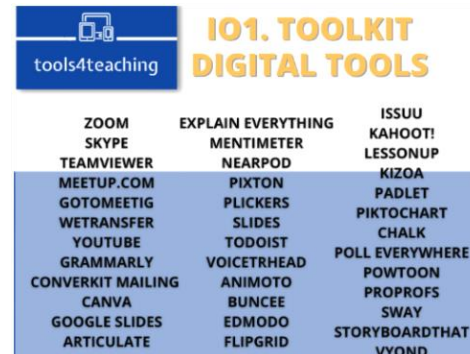 tools4teaching
IO1. TOOLKIT
DIGITAL TOOLS
ZOOM
SKYPE
TEAMVIEWER
MEETUP.COM
GOTOMEETIG
WETRANSFER
YOUTUBE
GRAMMARLY
CONVERKIT MAILING
CANVA
GOOGLE SLIDES
ARTICULATE
EXPLAIN EVERYTHING
MENTIMETER
NEARPOD
PIXTON
PLICKERS
SLIDES
TODOIST
VOICETRHEAD
ANIMOTO
BUNCEE
EDMODO
FLIPGRID
ISSUU
KAHOOT!
LESSONUP
KIZOA
PADLET
PIKTOCHART
CHALK
POLL EVERYWHERE
POWTOON
PROPROFS
SWAY
STORYBOARDTHAT
VYOND